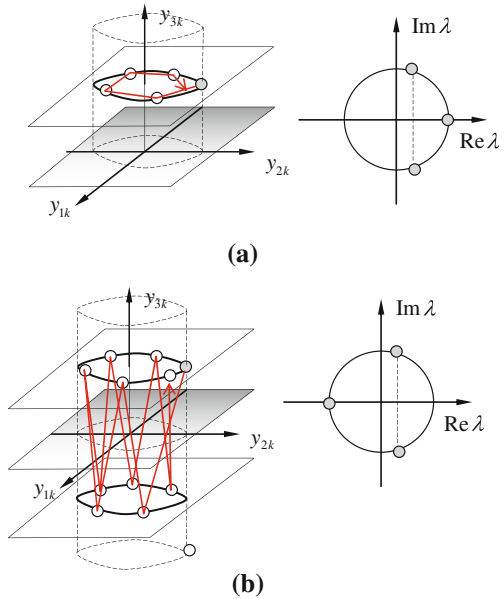 y3k
Im λ
Re λ
y2k
y1k
(a)
y3k
Im λ
Re λ
y2k
y1k
(b)